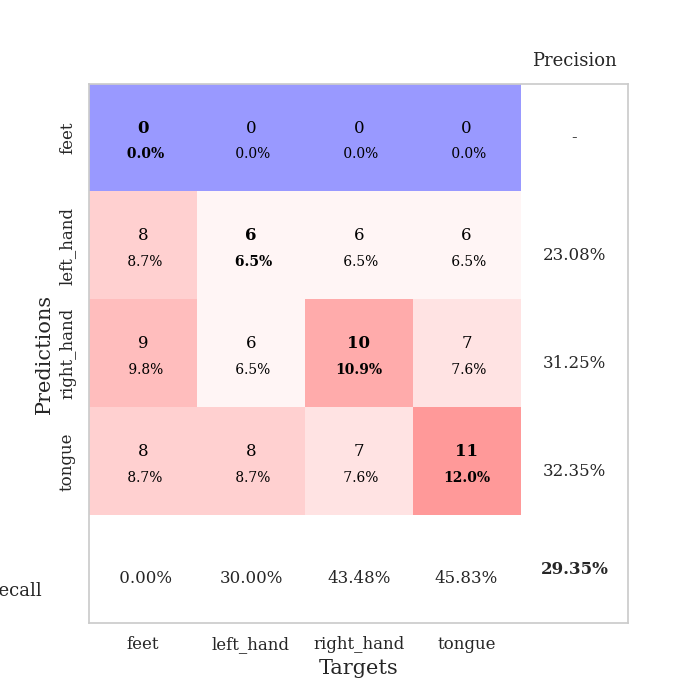 Precision
feet
0 0 0 0
0.0% 0.0% 0.0% 0.0%
-
left_hand
8 6 6 6
8.7% 6.5% 6.5% 6.5%
23.08%
Predictions
right_hand
9 6 10 7
9.8% 6.5% 10.9% 7.6%
31.25%
tongue
8 8 7 11
8.7% 8.7% 7.6% 12.0%
32.35%
ecall
0.00% 30.00% 43.48% 45.83% 29.35%
feet left_hand right_hand tongue
Targets